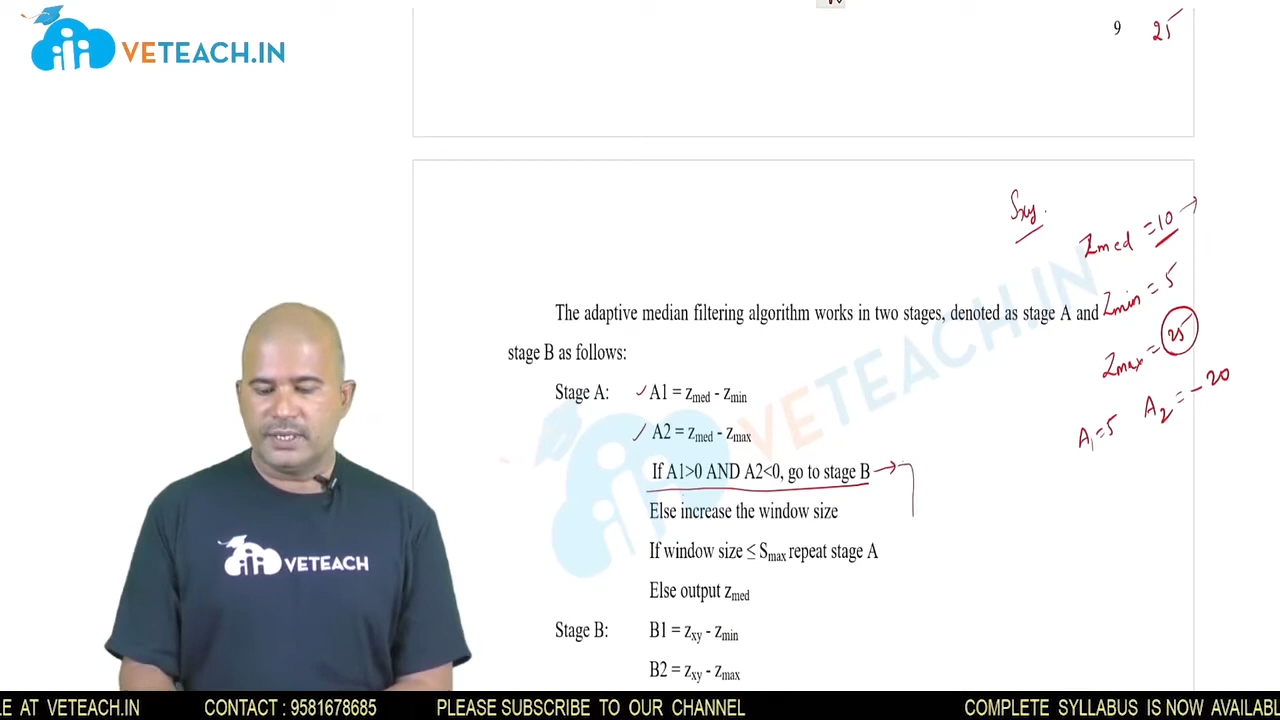 VETEACH.IN
9 25
Sxy.
Zmed = 10 →
Zmin = 5
Zmax = 25
A1=5 A2 = -20
The adaptive median filtering algorithm works in two stages, denoted as stage A and
stage B as follows:
Stage A: ✓ A1 = zmed - zmin
✓ A2 = zmed - zmax
If A1>0 AND A2<0, go to stage B →
Else increase the window size
If window size ≤ Smax repeat stage A
Else output zmed
Stage B: B1 = zxy - zmin
B2 = zxy - zmax
VETEACH.IN
VETEACH
LE AT VETEACH.IN CONTACT : 9581678685 PLEASE SUBSCRIBE TO OUR CHANNEL COMPLETE SYLLABUS IS NOW AVAILABL